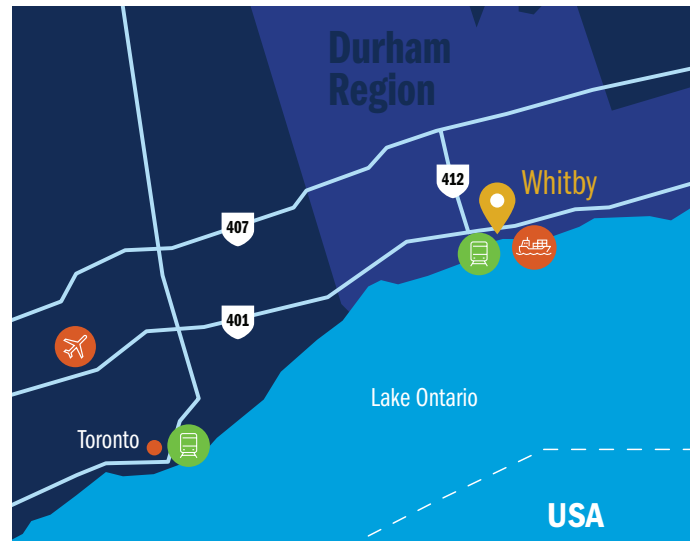 Durham
Region
412
Whitby
407
401
Lake Ontario
Toronto
USA